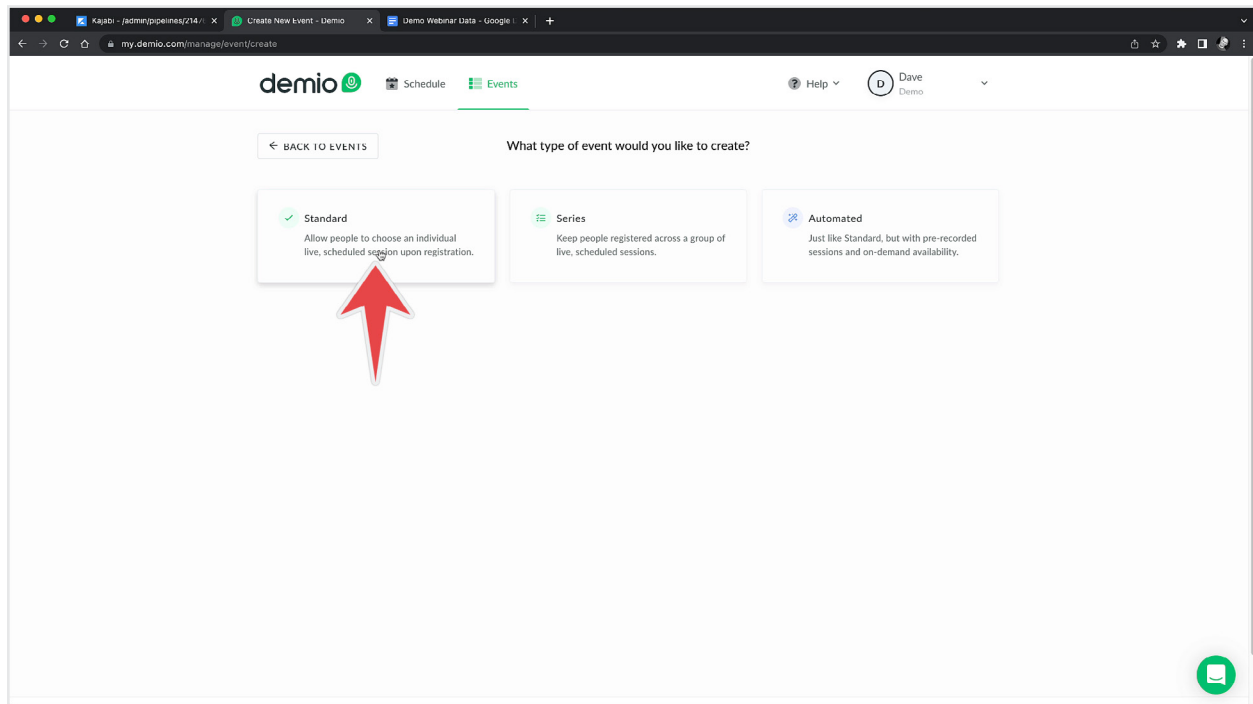 Kajabi - /admin/pipelines/2147
Create New Event - Demio
Demo Webinar Data - Google
my.demio.com/manage/event/create
demio
Schedule
Events
Help
D
Dave
Demo
BACK TO EVENTS
What type of event would you like to create?
Standard
Allow people to choose an individual
live, scheduled session upon registration.
Series
Keep people registered across a group of
live, scheduled sessions.
Automated
Just like Standard, but with pre-recorded
sessions and on-demand availability.